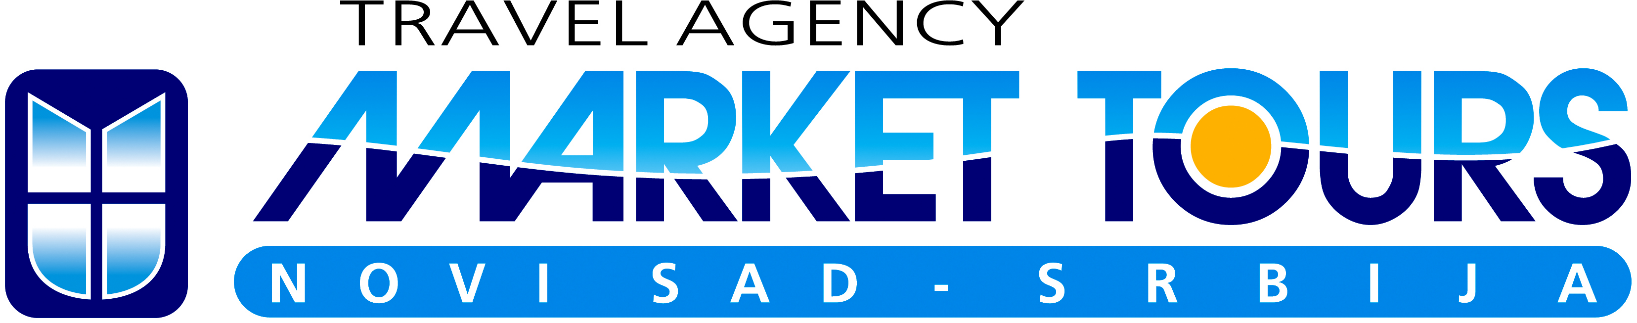 TRAVEL AGENCY
MARKET TOURS
NOVI SAD - SRBIJA